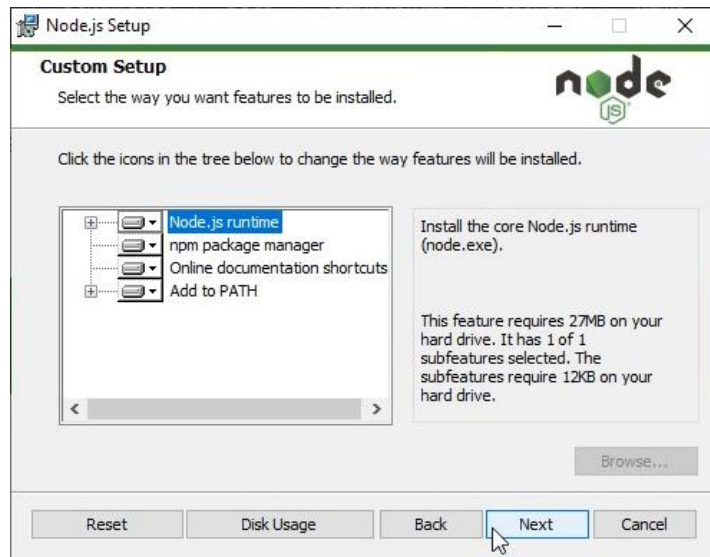 Node.js Setup
Custom Setup
Select the way you want features to be installed.
node
JS
Click the icons in the tree below to change the way features will be installed.
Node.js runtime
npm package manager
Online documentation shortcuts
Add to PATH
Install the core Node.js runtime
(node.exe).
This feature requires 27MB on your
hard drive. It has 1 of 1
subfeatures selected. The
subfeatures require 12KB on your
hard drive.
Browse...
Reset
Disk Usage
Back
Next
Cancel